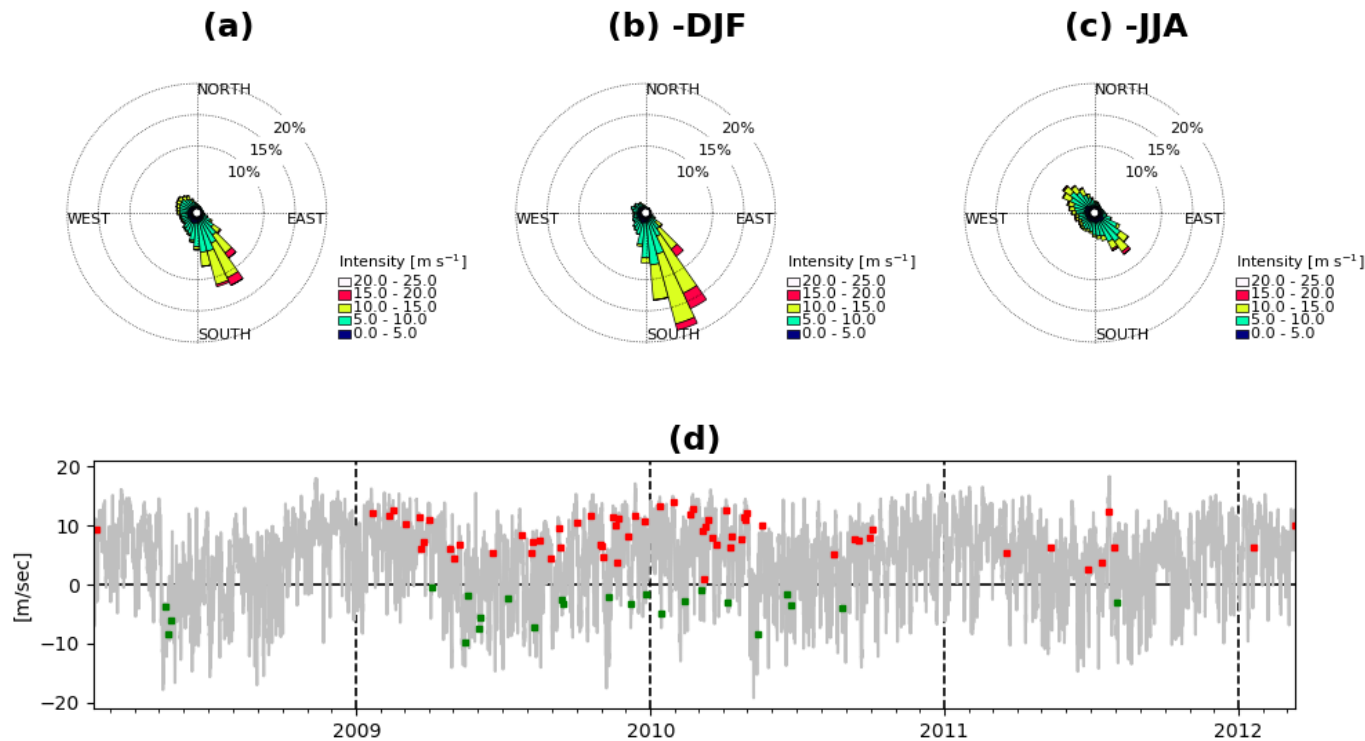 (a)
(b) -DJF
(c) -JJA
NORTH
20%
15%
10%
WEST
EAST
SOUTH
Intensity [m s⁻¹]
20.0 - 25.0
15.0 - 20.0
10.0 - 15.0
5.0 - 10.0
0.0 - 5.0
NORTH
20%
15%
10%
WEST
EAST
SOUTH
Intensity [m s⁻¹]
20.0 - 25.0
15.0 - 20.0
10.0 - 15.0
5.0 - 10.0
0.0 - 5.0
NORTH
20%
15%
10%
WEST
EAST
SOUTH
Intensity [m s⁻¹]
20.0 - 25.0
15.0 - 20.0
10.0 - 15.0
5.0 - 10.0
0.0 - 5.0
(d)
[m/sec]
20
10
0
−10
−20
2009
2010
2011
2012